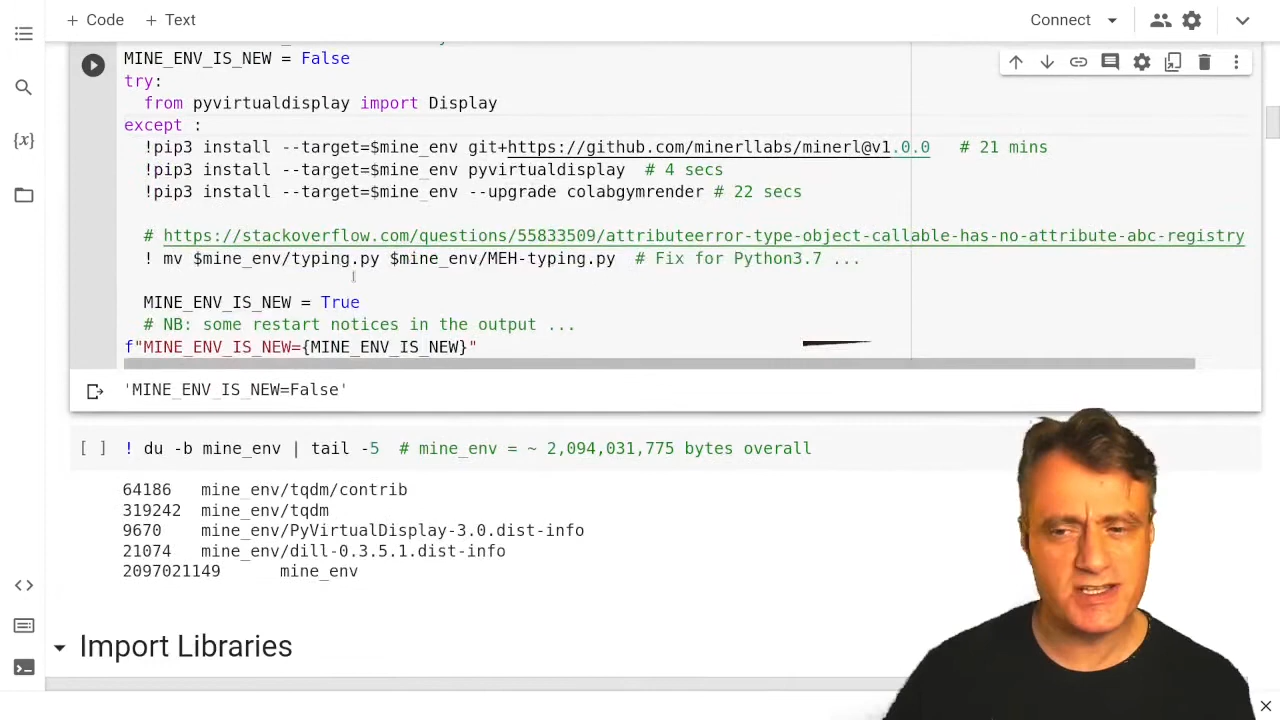 + Code + Text Connect
MINE_ENV_IS_NEW = False
try:
from pyvirtualdisplay import Display
except :
!pip3 install --target=$mine_env git+https://github.com/minerllabs/minerl@v1.0.0 # 21 mins
!pip3 install --target=$mine_env pyvirtualdisplay # 4 secs
!pip3 install --target=$mine_env --upgrade colabgymrender # 22 secs
# https://stackoverflow.com/questions/55833509/attributeerror-type-object-callable-has-no-attribute-abc-registry
! mv $mine_env/typing.py $mine_env/MEH-typing.py # Fix for Python3.7 ...
MINE_ENV_IS_NEW = True
# NB: some restart notices in the output ...
f"MINE_ENV_IS_NEW={MINE_ENV_IS_NEW}"
'MINE_ENV_IS_NEW=False'
[ ] ! du -b mine_env | tail -5 # mine_env = ~ 2,094,031,775 bytes overall
64186 mine_env/tqdm/contrib
319242 mine_env/tqdm
9670 mine_env/PyVirtualDisplay-3.0.dist-info
21074 mine_env/dill-0.3.5.1.dist-info
2097021149 mine_env
Import Libraries